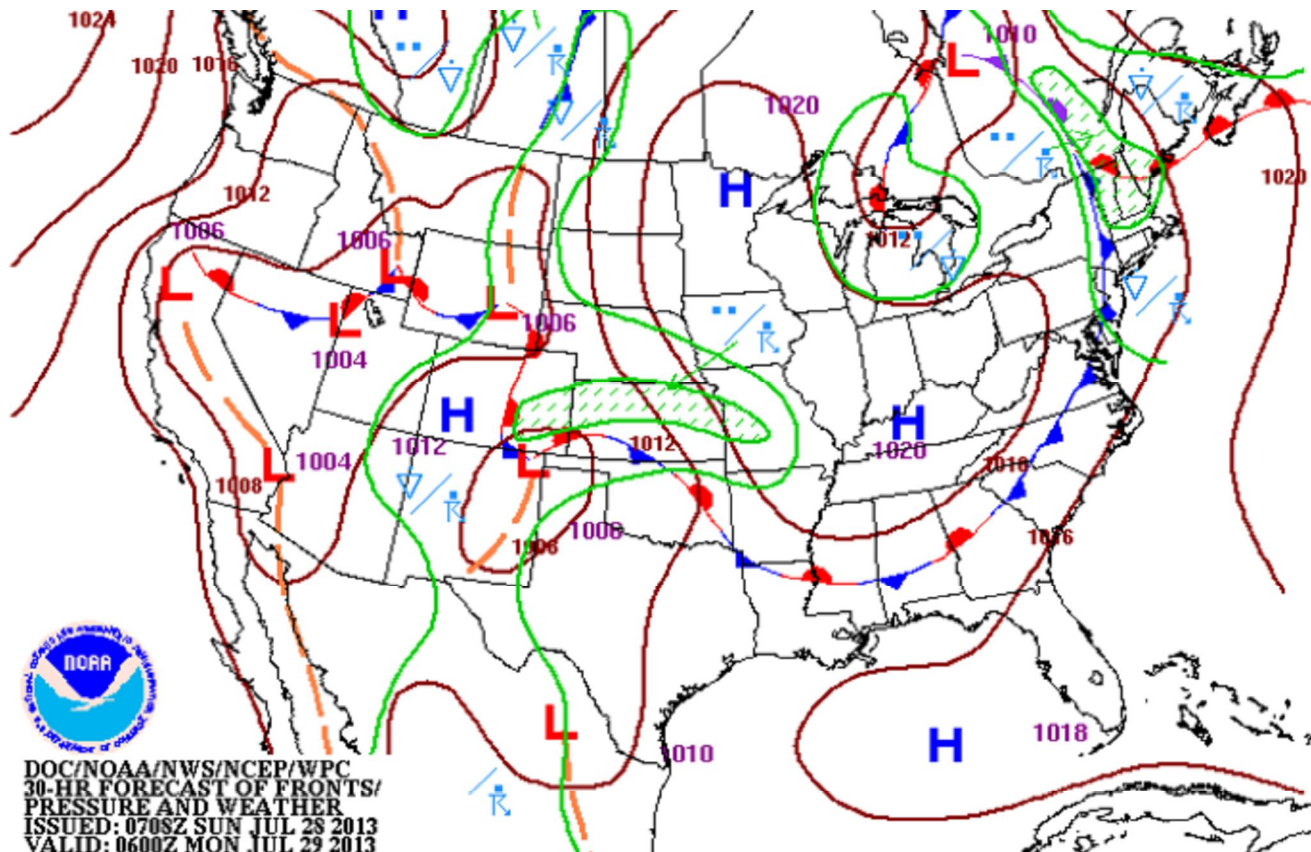 1024
1020
1016
1010
1020
1020
L
H
1012
1012
1006
1006
L
L
L
L
1006
1004
H
H
1012
1020
1012
1016
L
L
1004
1008
1008
1016
L
H
1018
1010
NOAA
DOC/NOAA/NWS/NCEP/WPC
30-HR FORECAST OF FRONTS/
PRESSURE AND WEATHER
ISSUED: 0708Z SUN JUL 28 2013
VALID: 0600Z MON JUL 29 2013